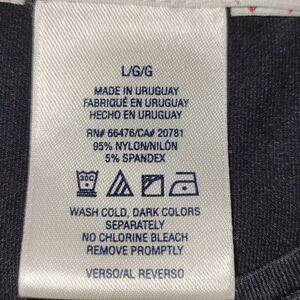 L/G/G
MADE IN URUGUAY
FABRIQUÉ EN URUGUAY
HECHO EN URUGUAY
RN# 66476/CA# 20781
95% NYLON/NILÓN
5% SPANDEX
30C
WASH COLD, DARK COLORS
SEPARATELY
NO CHLORINE BLEACH
REMOVE PROMPTLY
VERSO/AL REVERSO